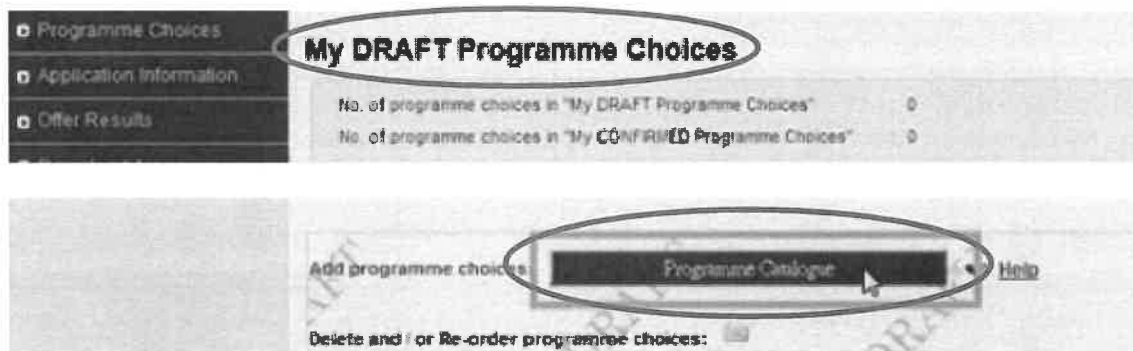 Programme Choices
Application Information
Offer Results
My DRAFT Programme Choices
No. of programme choices in "My DRAFT Programme Choices" 0
No. of programme choices in "My CONFIRMED Programme Choices" 0
Add programme choices: Programme Catalogue Help
Delete and / or Re-order programme choices:
DRAFT
DRAFT